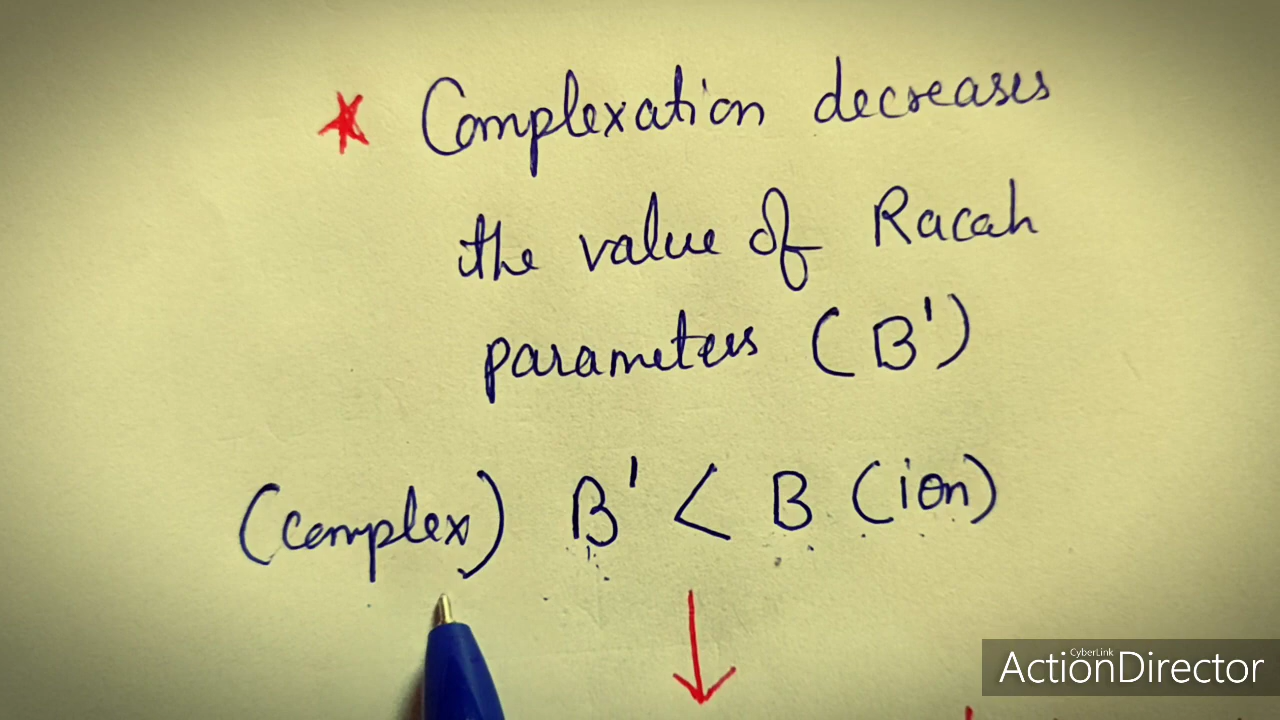 * Complexation decreases
the value of Racah
parameters (B')
(complex) B' < B (ion)
↓
CyberLink
ActionDirector